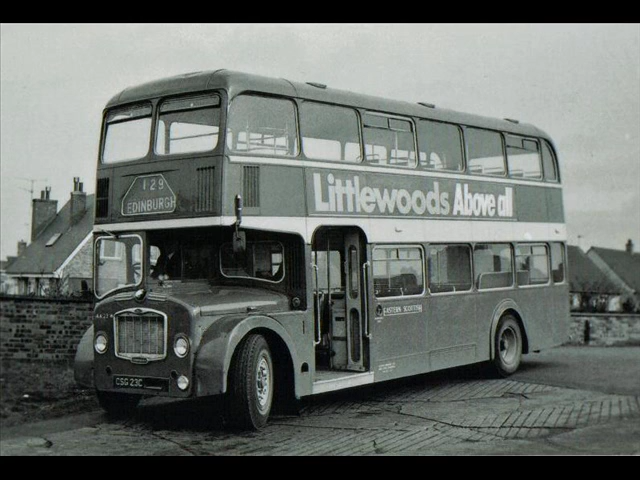 129
EDINBURGH
Littlewoods Above all
EASTERN SCOTTISH
CSG 23C